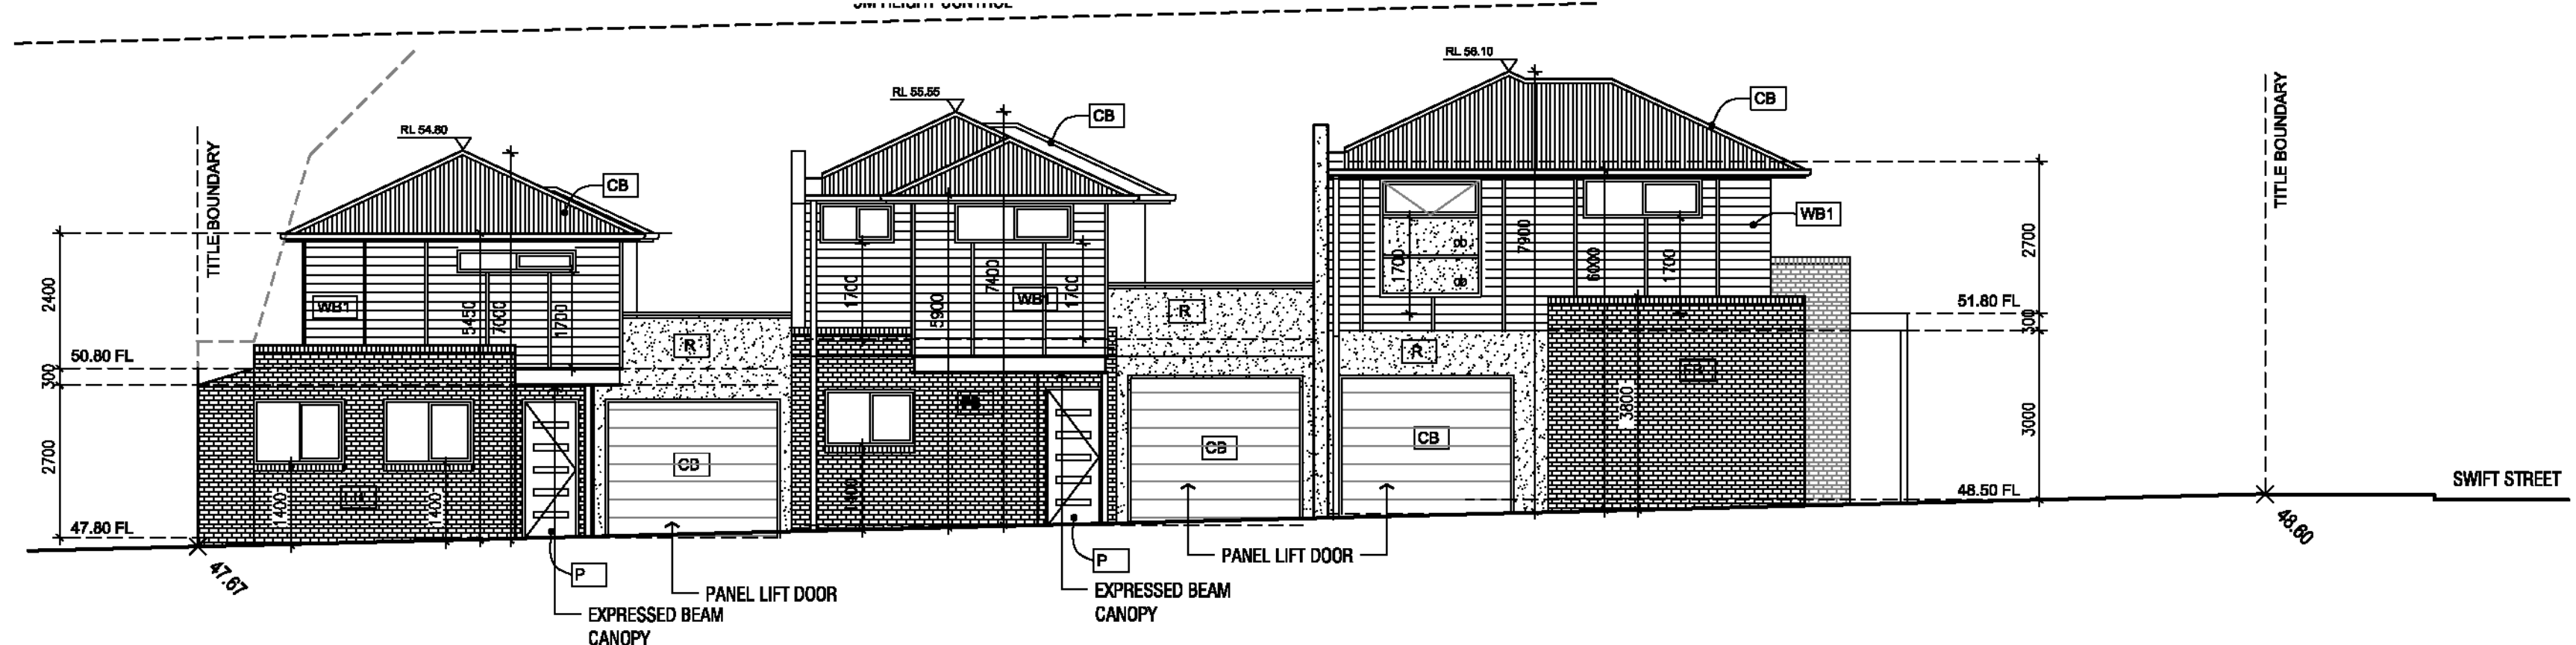 RL 56.10
RL 55.55
RL 54.80
CB
CB
CB
TITLE BOUNDARY
TITLE BOUNDARY
2400
2700
WB1
WB1
WB1
5450
7000
1700
1700
5900
7400
1700
1700
7900
6000
1700
R
R
R
50.80 FL
51.80 FL
300
300
2700
3000
3800
CB
CB
CB
1400
1400
1400
47.80 FL
48.50 FL
SWIFT STREET
47.67
48.60
P
P
PANEL LIFT DOOR
PANEL LIFT DOOR
EXPRESSED BEAM
CANOPY
EXPRESSED BEAM
CANOPY